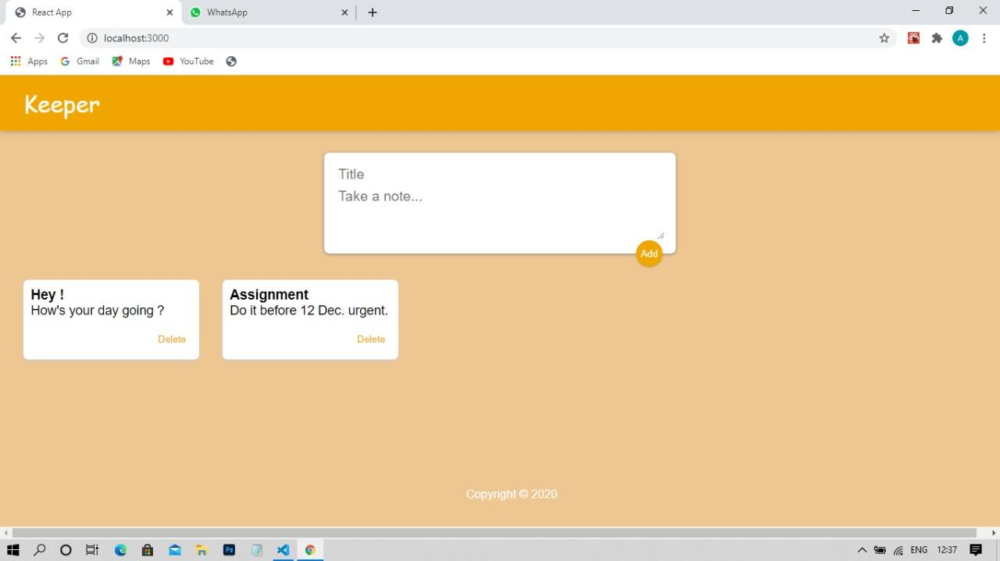 React App
WhatsApp
localhost:3000
A
Apps
Gmail
Maps
YouTube
Keeper
Title
Take a note...
Add
Hey !
How's your day going ?
Delete
Assignment
Do it before 12 Dec. urgent.
Delete
Copyright © 2020
Ps
ENG
12:37